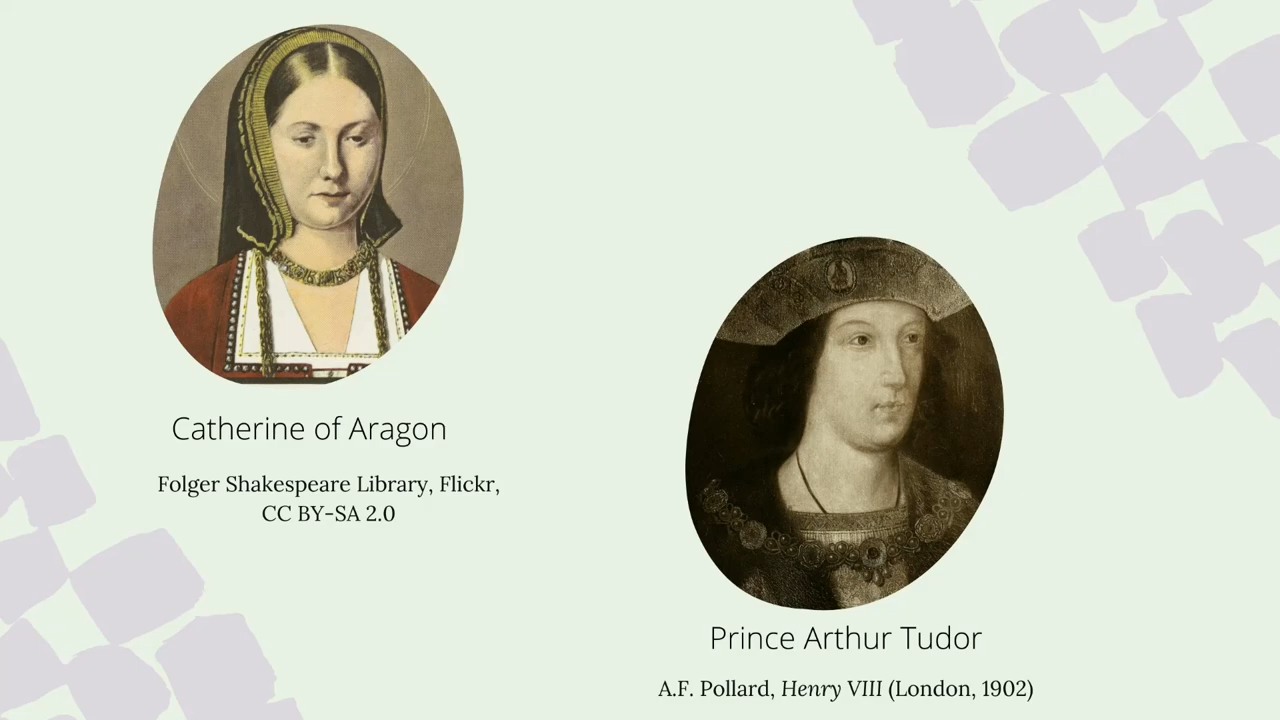 Catherine of Aragon
Folger Shakespeare Library, Flickr,
CC BY-SA 2.0
Prince Arthur Tudor
A.F. Pollard, Henry VIII (London, 1902)